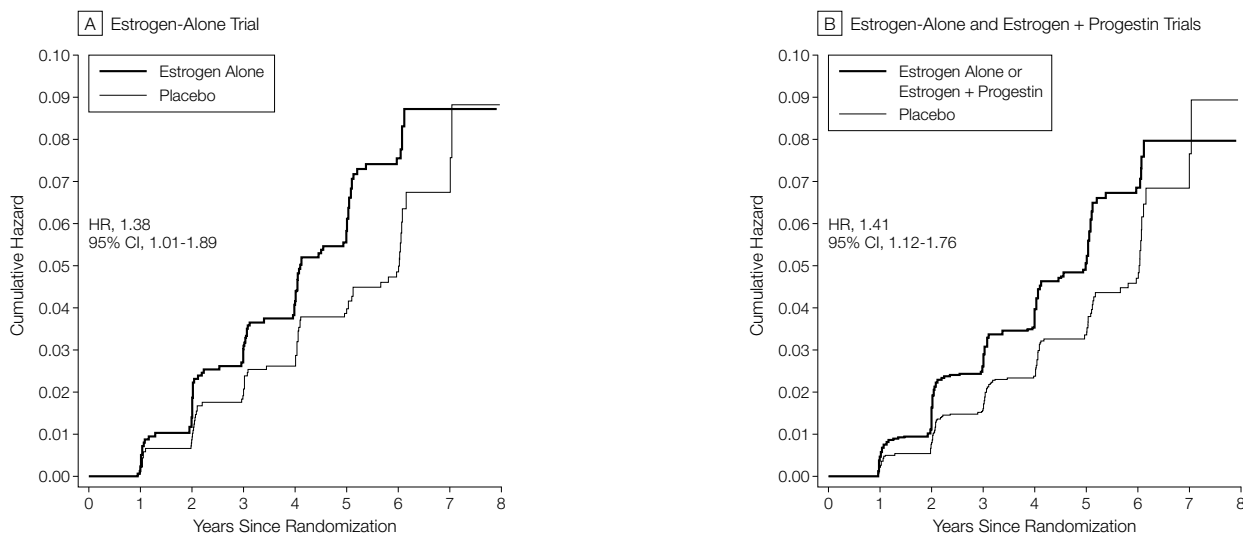 A Estrogen-Alone Trial
0.10
0.09
0.08
0.07
0.06
0.05
0.04
0.03
0.02
0.01
0.00
Cumulative Hazard
Estrogen Alone
Placebo
HR, 1.38
95% CI, 1.01-1.89
0 1 2 3 4 5 6 7 8
Years Since Randomization
B Estrogen-Alone and Estrogen + Progestin Trials
0.10
0.09
0.08
0.07
0.06
0.05
0.04
0.03
0.02
0.01
0.00
Cumulative Hazard
Estrogen Alone or
Estrogen + Progestin
Placebo
HR, 1.41
95% CI, 1.12-1.76
0 1 2 3 4 5 6 7 8
Years Since Randomization